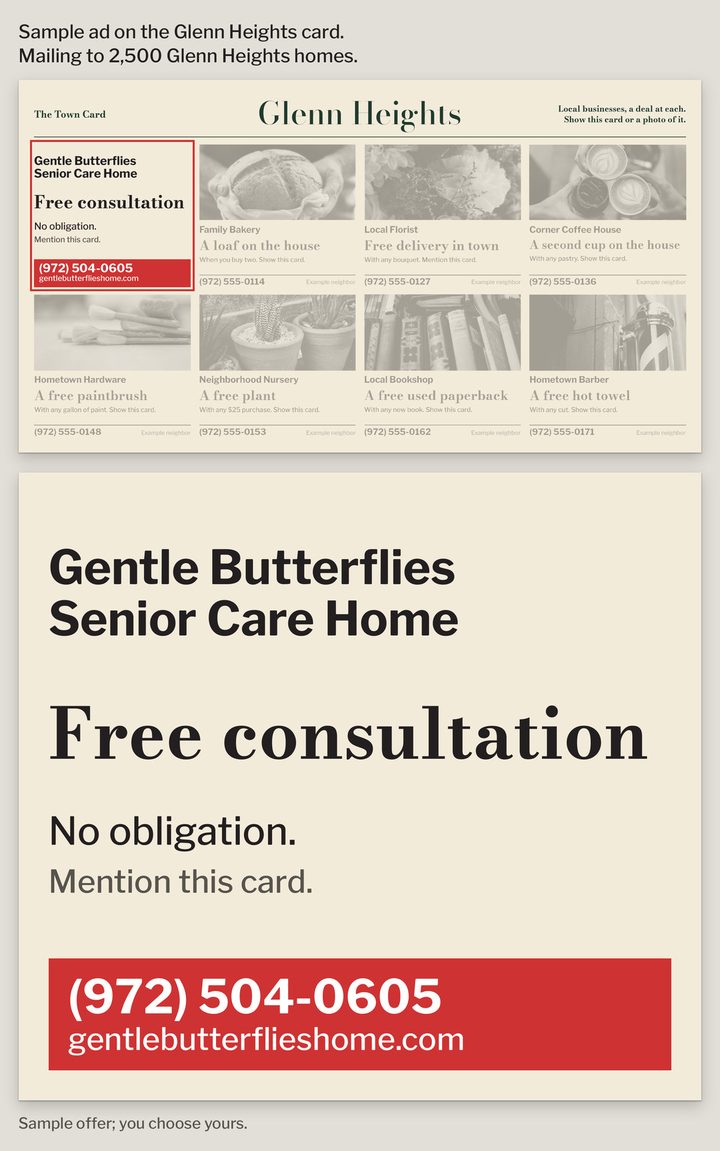 Sample ad on the Glenn Heights card.
Mailing to 2,500 Glenn Heights homes.
The Town Card
Glenn Heights
Local businesses, a deal at each.
Show this card or a photo of it.
Gentle Butterflies
Senior Care Home
Free consultation
No obligation.
Mention this card.
(972) 504-0605
gentlebutterflieshome.com
Family Bakery
A loaf on the house
When you buy two. Show this card.
(972) 555-0114
Example neighbor
Local Florist
Free delivery in town
With any bouquet. Mention this card.
(972) 555-0127
Example neighbor
Corner Coffee House
A second cup on the house
With any pastry. Show this card.
(972) 555-0136
Example neighbor
Hometown Hardware
A free paintbrush
With any gallon of paint. Show this card.
(972) 555-0148
Example neighbor
Neighborhood Nursery
A free plant
With any $25 purchase. Show this card.
(972) 555-0153
Example neighbor
Local Bookshop
A free used paperback
With any new book. Show this card.
(972) 555-0162
Example neighbor
Hometown Barber
A free hot towel
With any cut. Show this card.
(972) 555-0171
Example neighbor
Gentle Butterflies
Senior Care Home
Free consultation
No obligation.
Mention this card.
(972) 504-0605
gentlebutterflieshome.com
Sample offer; you choose yours.